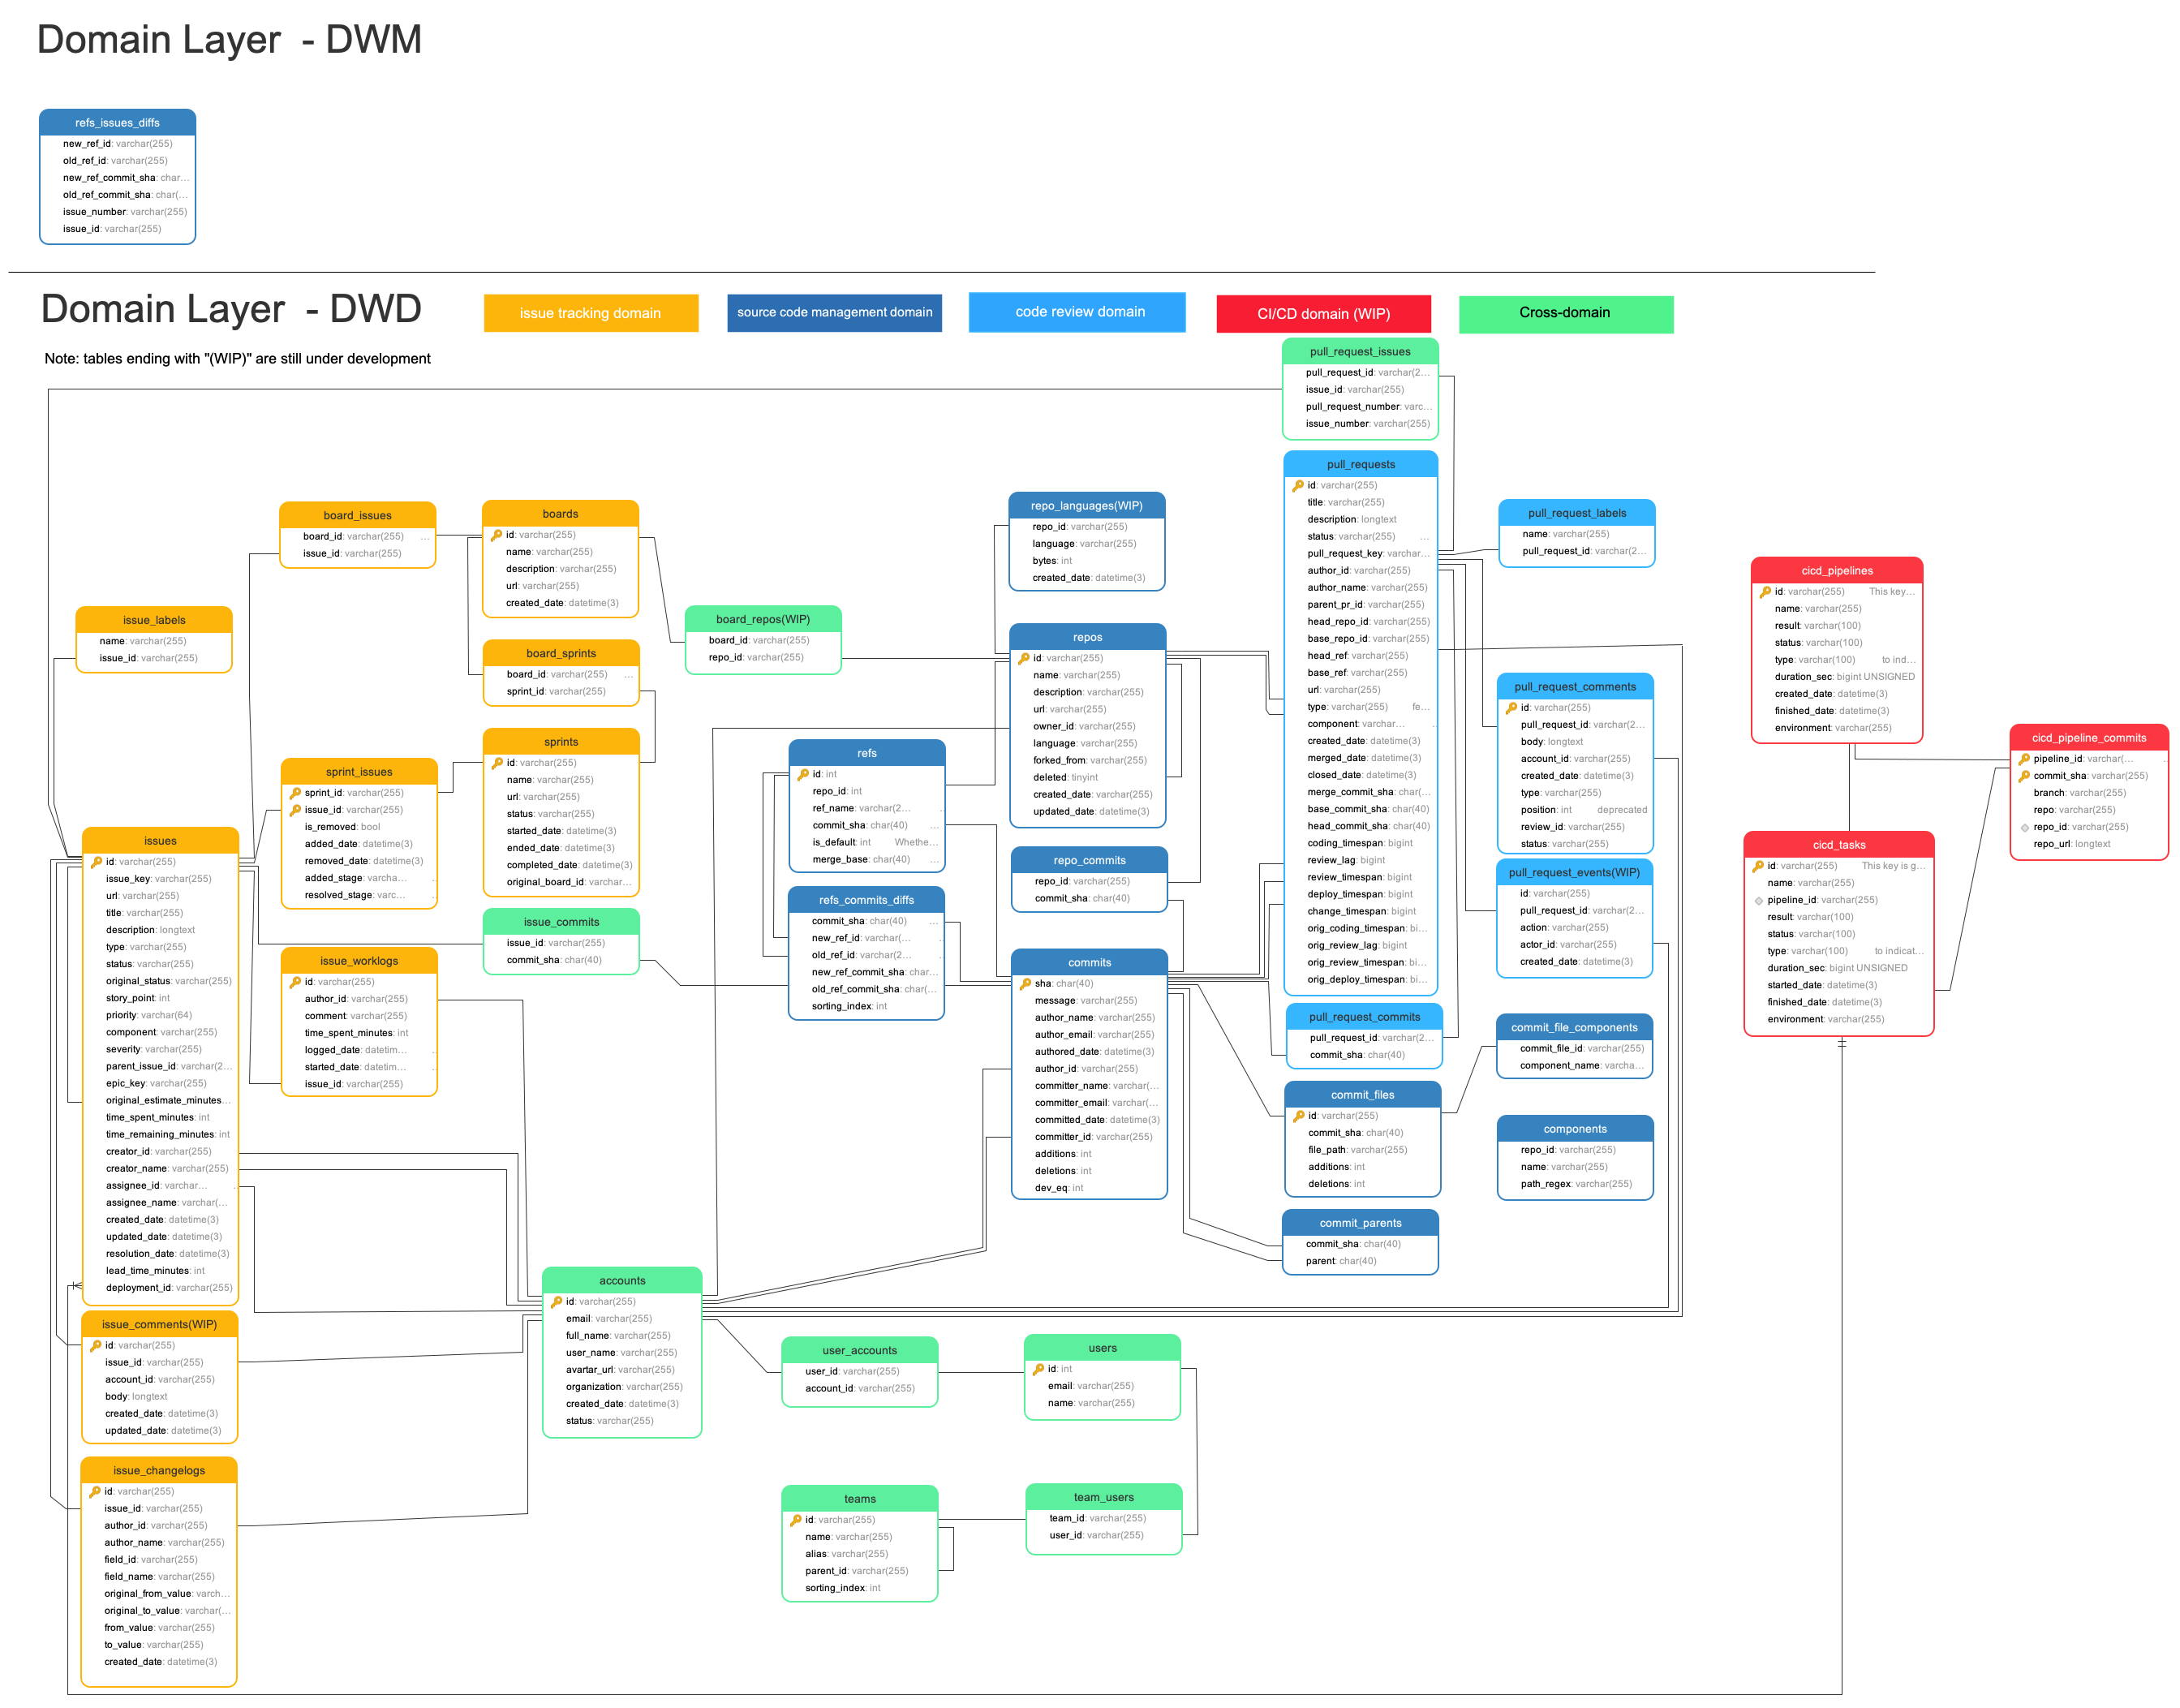 Domain Layer - DWM
refs_issues_diffs
new_ref_id: varchar(255)
old_ref_id: varchar(255)
new_ref_commit_sha: char...
old_ref_commit_sha: char(...
issue_number: varchar(255)
issue_id: varchar(255)
Domain Layer - DWD
issue tracking domain
source code management domain
code review domain
CI/CD domain (WIP)
Cross-domain
Note: tables ending with "(WIP)" are still under development
pull_request_issues
pull_request_id: varchar(2...
issue_id: varchar(255)
pull_request_number: varc...
issue_number: varchar(255)
pull_requests
id: varchar(255)
title: varchar(255)
description: longtext
status: varchar(255) ...
pull_request_key: varchar...
author_id: varchar(255)
author_name: varchar(255)
parent_pr_id: varchar(255)
head_repo_id: varchar(255)
base_repo_id: varchar(255)
head_ref: varchar(255)
base_ref: varchar(255)
url: varchar(255)
type: varchar(255) fe...
component: varchar... ..
created_date: datetime(3)
merged_date: datetime(3)
closed_date: datetime(3)
merge_commit_sha: char(...
base_commit_sha: char(40)
head_commit_sha: char(40)
coding_timespan: bigint
review_lag: bigint
review_timespan: bigint
deploy_timespan: bigint
change_timespan: bigint
orig_coding_timespan: bi...
orig_review_lag: bigint
orig_review_timespan: bi...
orig_deploy_timespan: bi...
board_issues
board_id: varchar(255) ...
issue_id: varchar(255)
boards
id: varchar(255)
name: varchar(255)
description: varchar(255)
url: varchar(255)
created_date: datetime(3)
repo_languages(WIP)
repo_id: varchar(255)
language: varchar(255)
bytes: int
created_date: datetime(3)
pull_request_labels
name: varchar(255)
pull_request_id: varchar(2...
cicd_pipelines
id: varchar(255) This key...
name: varchar(255)
result: varchar(100)
status: varchar(100)
type: varchar(100) to ind...
duration_sec: bigint UNSIGNED
created_date: datetime(3)
finished_date: datetime(3)
environment: varchar(255)
issue_labels
name: varchar(255)
issue_id: varchar(255)
board_repos(WIP)
board_id: varchar(255)
repo_id: varchar(255)
board_sprints
board_id: varchar(255) ...
sprint_id: varchar(255)
repos
id: varchar(255)
name: varchar(255)
description: varchar(255)
url: varchar(255)
owner_id: varchar(255)
language: varchar(255)
forked_from: varchar(255)
deleted: tinyint
created_date: varchar(255)
updated_date: varchar(255)
pull_request_comments
id: varchar(255)
pull_request_id: varchar(2...
body: longtext
account_id: varchar(255)
created_date: datetime(3)
type: varchar(255)
position: int deprecated
review_id: varchar(255)
status: varchar(255)
cicd_pipeline_commits
pipeline_id: varchar(... ..
commit_sha: varchar(255)
branch: varchar(255)
repo: varchar(255)
repo_id: varchar(255)
repo_url: longtext
sprint_issues
sprint_id: varchar(255)
issue_id: varchar(255)
is_removed: bool
added_date: datetime(3)
removed_date: datetime(3)
added_stage: varcha... ..
resolved_stage: varc... ..
sprints
id: varchar(255)
name: varchar(255)
url: varchar(255)
status: varchar(255)
started_date: datetime(3)
ended_date: datetime(3)
completed_date: datetime(3)
original_board_id: varchar...
refs
id: int
repo_id: int
ref_name: varchar(2... ..
commit_sha: char(40) ...
is_default: int Whethe...
merge_base: char(40) ...
issues
id: varchar(255)
issue_key: varchar(255)
url: varchar(255)
title: varchar(255)
description: longtext
type: varchar(255)
status: varchar(255)
original_status: varchar(255)
story_point: int
priority: varchar(64)
component: varchar(255)
severity: varchar(255)
parent_issue_id: varchar(2...
epic_key: varchar(255)
original_estimate_minutes...
time_spent_minutes: int
time_remaining_minutes: int
creator_id: varchar(255)
creator_name: varchar(255)
assignee_id: varchar... ..
assignee_name: varchar(...
created_date: datetime(3)
updated_date: datetime(3)
resolution_date: datetime(3)
lead_time_minutes: int
deployment_id: varchar(255)
repo_commits
repo_id: varchar(255)
commit_sha: char(40)
cicd_tasks
id: varchar(255) This key is g...
name: varchar(255)
pipeline_id: varchar(255)
result: varchar(100)
status: varchar(100)
type: varchar(100) to indicat...
duration_sec: bigint UNSIGNED
started_date: datetime(3)
finished_date: datetime(3)
environment: varchar(255)
pull_request_events(WIP)
id: varchar(255)
pull_request_id: varchar(2...
action: varchar(255)
actor_id: varchar(255)
created_date: datetime(3)
refs_commits_diffs
commit_sha: char(40) ...
new_ref_id: varchar(... ..
old_ref_id: varchar(2... ..
new_ref_commit_sha: char...
old_ref_commit_sha: char(...
sorting_index: int
issue_commits
issue_id: varchar(255)
commit_sha: char(40)
issue_worklogs
id: varchar(255)
author_id: varchar(255)
comment: varchar(255)
time_spent_minutes: int
logged_date: datetim... ..
started_date: datetim... ..
issue_id: varchar(255)
commits
sha: char(40)
message: varchar(255)
author_name: varchar(255)
author_email: varchar(255)
authored_date: datetime(3)
author_id: varchar(255)
committer_name: varchar(...
committer_email: varchar(...
committed_date: datetime(3)
committer_id: varchar(255)
additions: int
deletions: int
dev_eq: int
pull_request_commits
pull_request_id: varchar(2...
commit_sha: char(40)
commit_file_components
commit_file_id: varchar(255)
component_name: varcha...
commit_files
id: varchar(255)
commit_sha: char(40)
file_path: varchar(255)
additions: int
deletions: int
components
repo_id: varchar(255)
name: varchar(255)
path_regex: varchar(255)
commit_parents
commit_sha: char(40)
parent: char(40)
accounts
id: varchar(255)
email: varchar(255)
full_name: varchar(255)
user_name: varchar(255)
avartar_url: varchar(255)
organization: varchar(255)
created_date: datetime(3)
status: varchar(255)
issue_comments(WIP)
id: varchar(255)
issue_id: varchar(255)
account_id: varchar(255)
body: longtext
created_date: datetime(3)
updated_date: datetime(3)
user_accounts
user_id: varchar(255)
account_id: varchar(255)
users
id: int
email: varchar(255)
name: varchar(255)
issue_changelogs
id: varchar(255)
issue_id: varchar(255)
author_id: varchar(255)
author_name: varchar(255)
field_id: varchar(255)
field_name: varchar(255)
original_from_value: varch...
original_to_value: varchar(...
from_value: varchar(255)
to_value: varchar(255)
created_date: datetime(3)
teams
id: varchar(255)
name: varchar(255)
alias: varchar(255)
parent_id: varchar(255)
sorting_index: int
team_users
team_id: varchar(255)
user_id: varchar(255)